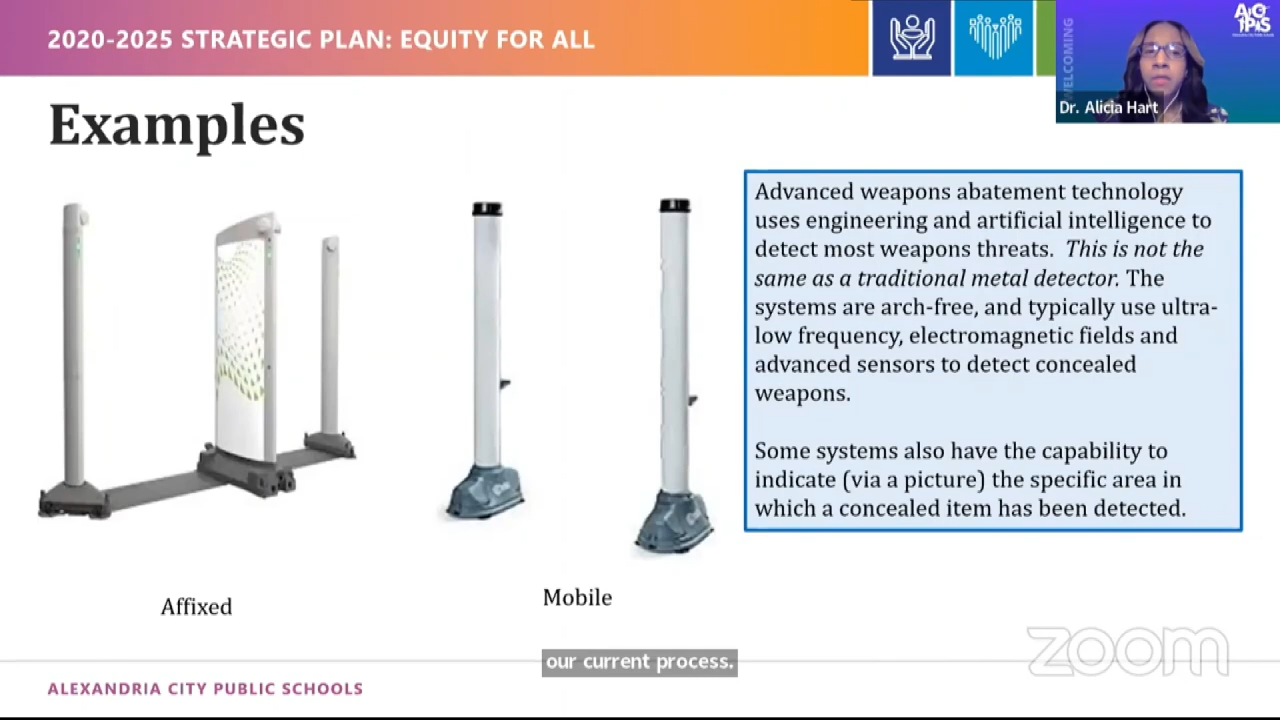 2020-2025 STRATEGIC PLAN: EQUITY FOR ALL
WELCOMING
ACPS
Dr. Alicia Hart
Examples
Advanced weapons abatement technology
uses engineering and artificial intelligence to
detect most weapons threats. This is not the
same as a traditional metal detector. The
systems are arch-free, and typically use ultra-
low frequency, electromagnetic fields and
advanced sensors to detect concealed
weapons.
Some systems also have the capability to
indicate (via a picture) the specific area in
which a concealed item has been detected.
Affixed
Mobile
our current process.
zoom
ALEXANDRIA CITY PUBLIC SCHOOLS